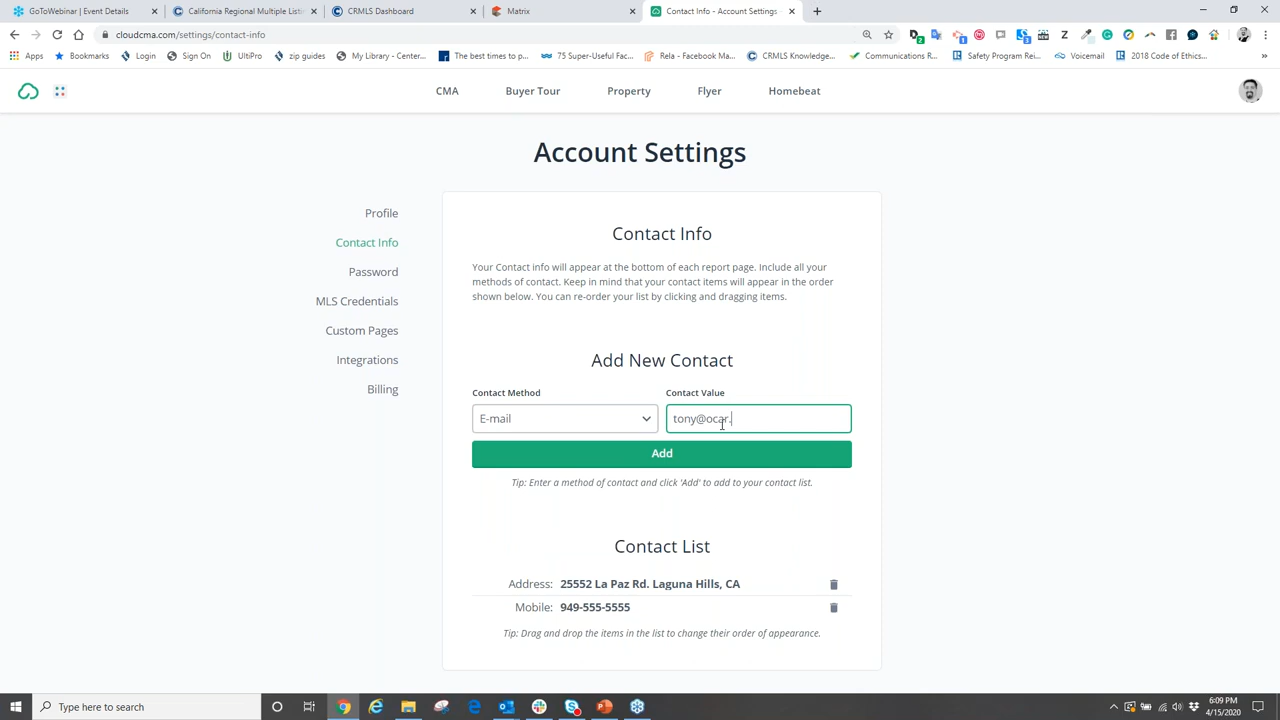 GoToWebinar | Event Details
California Regional Multiple Listin
CRMLS Dashboard
Matrix
Contact Info - Account Settings
cloudcma.com/settings/contact-info
Apps
Bookmarks
Login
Sign On
UltiPro
zip guides
My Library - Center...
The best times to p...
75 Super-Useful Fac...
Rela - Facebook Ma...
CRMLS Knowledge...
Communications R...
Safety Program Rei...
Voicemail
2018 Code of Ethics...
CMA
Buyer Tour
Property
Flyer
Homebeat
Account Settings
Profile
Contact Info
Password
MLS Credentials
Custom Pages
Integrations
Billing
Contact Info
Your Contact info will appear at the bottom of each report page. Include all your
methods of contact. Keep in mind that your contact items will appear in the order
shown below. You can re-order your list by clicking and dragging items.
Add New Contact
Contact Method
Contact Value
E-mail
tony@ocar.
Add
Tip: Enter a method of contact and click 'Add' to add to your contact list.
Contact List
Address: 25552 La Paz Rd. Laguna Hills, CA
Mobile: 949-555-5555
Tip: Drag and drop the items in the list to change their order of appearance.
Type here to search
6:09 PM
4/15/2020